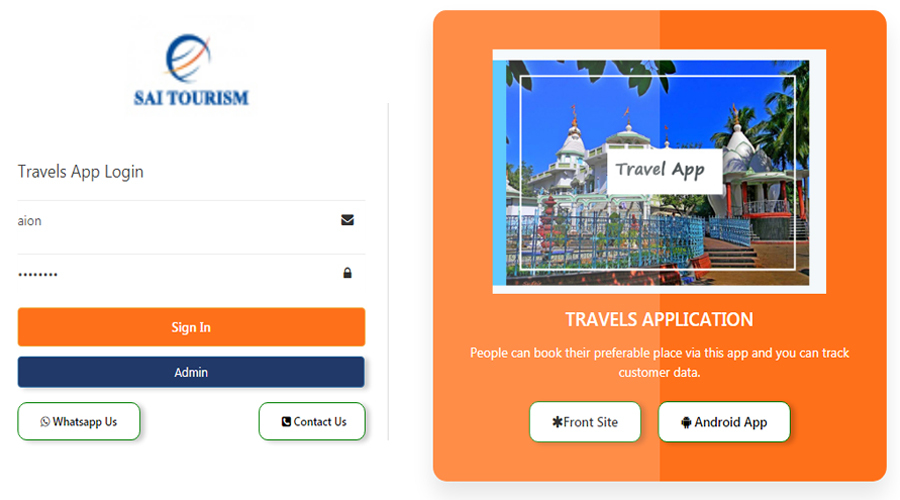 SAI TOURISM
Travels App Login
aion
••••••••
Sign In
Admin
Whatsapp Us
Contact Us
Travel App
TRAVELS APPLICATION
People can book their preferable place via this app and you can track
customer data.
Front Site
Android App